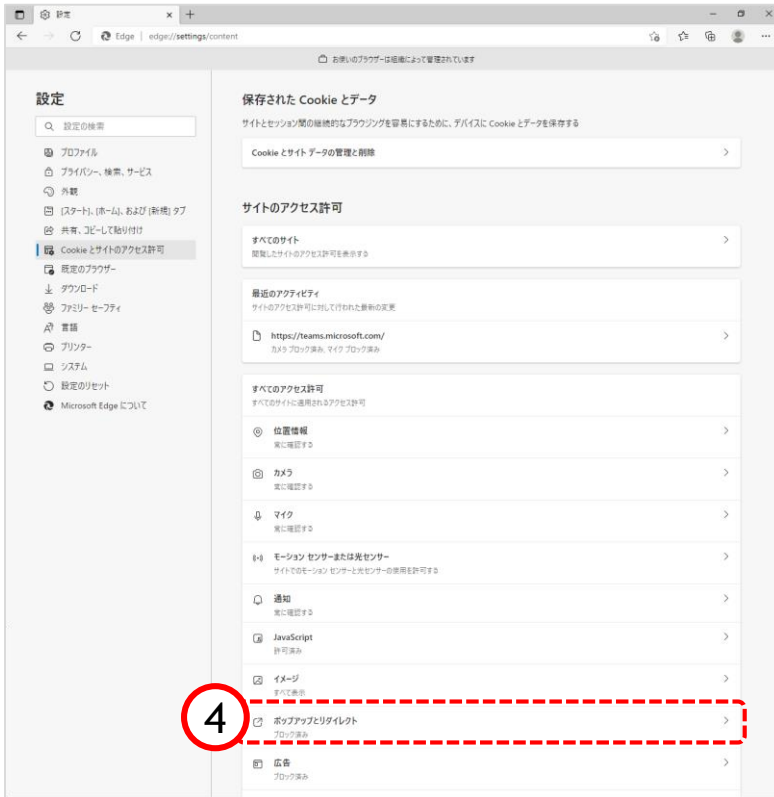 設定
Edge | edge://settings/content
お使いのブラウザーは組織によって管理されています
設定
設定の検索
プロファイル
プライバシー、検索、サービス
外観
[スタート]、[ホーム]、および [新規] タブ
共有、コピーして貼り付け
Cookie とサイトのアクセス許可
既定のブラウザー
ダウンロード
ファミリー セーフティ
言語
プリンター
システム
設定のリセット
Microsoft Edge について
保存された Cookie とデータ
サイトとセッション間の継続的なブラウジングを容易にするために、デバイスに Cookie とデータを保存する
Cookie とサイト データの管理と削除
サイトのアクセス許可
すべてのサイト
閲覧したサイトのアクセス許可を表示する
最近のアクティビティ
サイトのアクセス許可に対して行われた最新の変更
https://teams.microsoft.com/
カメラ ブロック済み, マイク ブロック済み
すべてのアクセス許可
すべてのサイトに適用されるアクセス許可
位置情報
常に確認する
カメラ
常に確認する
マイク
常に確認する
モーション センサーまたは光センサー
サイトでのモーション センサーと光センサーの使用を許可する
通知
常に確認する
JavaScript
許可済み
イメージ
すべて表示
4
ポップアップとリダイレクト
ブロック済み
広告
ブロック済み